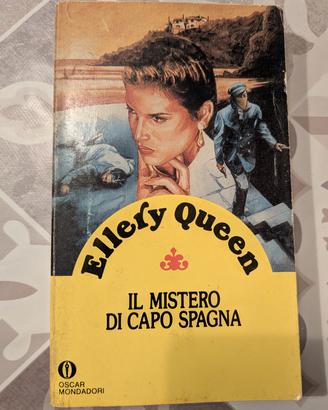 Ellery Queen
IL MISTERO
DI CAPO SPAGNA
OSCAR
MONDADORI